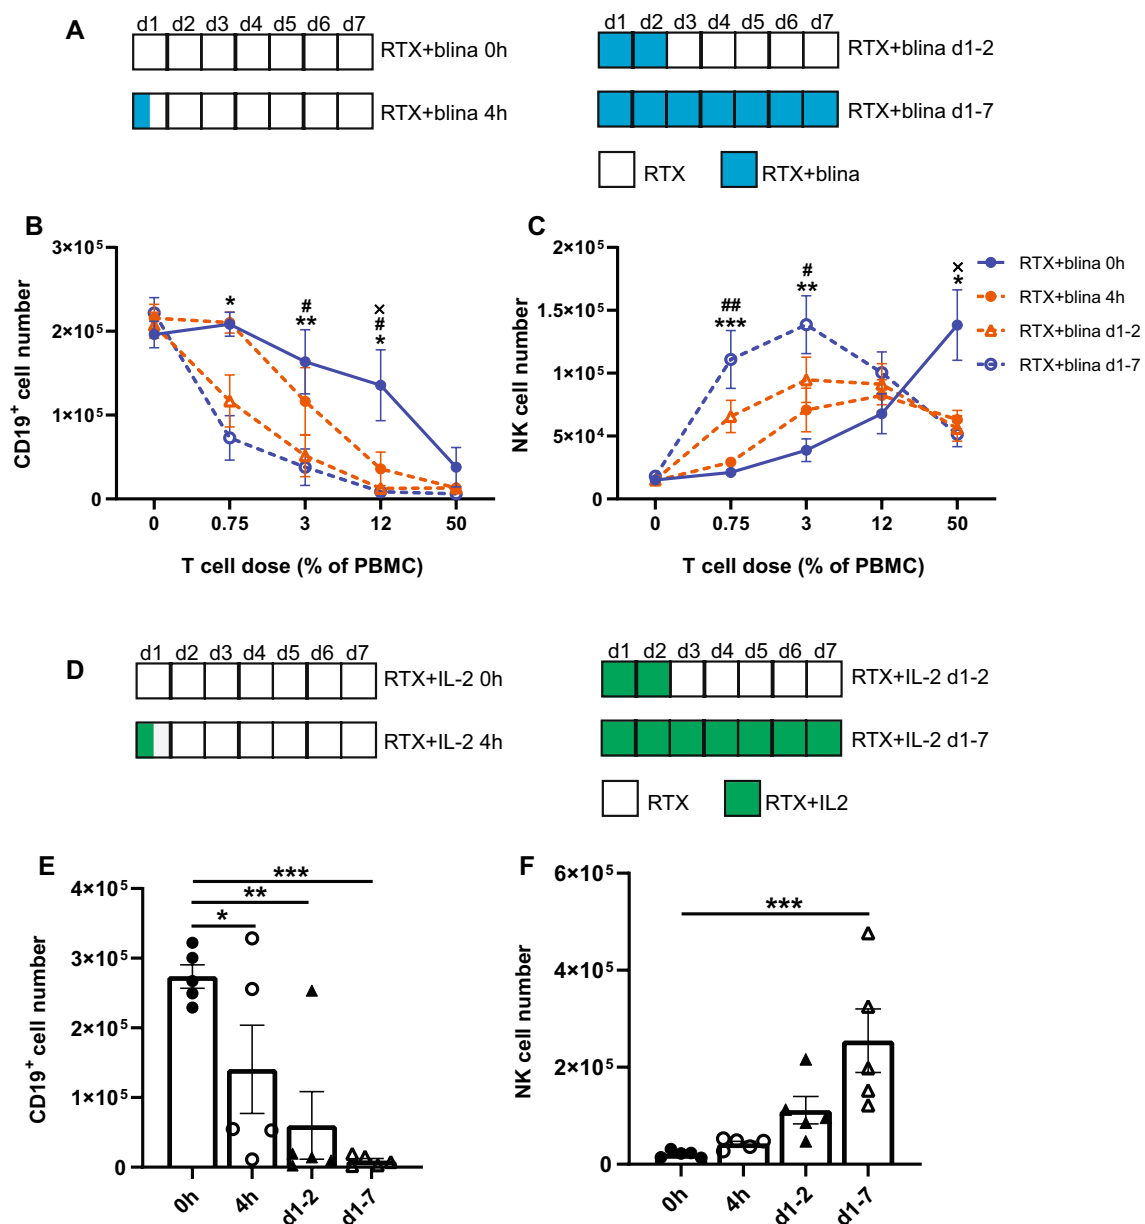 A
d1 d2 d3 d4 d5 d6 d7
RTX+blina 0h
RTX+blina 4h
d1 d2 d3 d4 d5 d6 d7
RTX+blina d1-2
RTX+blina d1-7
RTX
RTX+blina
B
3×10⁵
2×10⁵
1×10⁵
0
CD19⁺ cell number
*
#
**
×
#
*
0 0.75 3 12 50
T cell dose (% of PBMC)
C
2×10⁵
1.5×10⁵
1×10⁵
5×10⁴
0
NK cell number
##
***
#
**
×
*
0 0.75 3 12 50
T cell dose (% of PBMC)
RTX+blina 0h
RTX+blina 4h
RTX+blina d1-2
RTX+blina d1-7
D
d1 d2 d3 d4 d5 d6 d7
RTX+IL-2 0h
RTX+IL-2 4h
d1 d2 d3 d4 d5 d6 d7
RTX+IL-2 d1-2
RTX+IL-2 d1-7
RTX
RTX+IL2
E
4×10⁵
3×10⁵
2×10⁵
1×10⁵
0
CD19⁺ cell number
***
**
*
0h 4h d1-2 d1-7
F
6×10⁵
4×10⁵
2×10⁵
0
NK cell number
***
0h 4h d1-2 d1-7